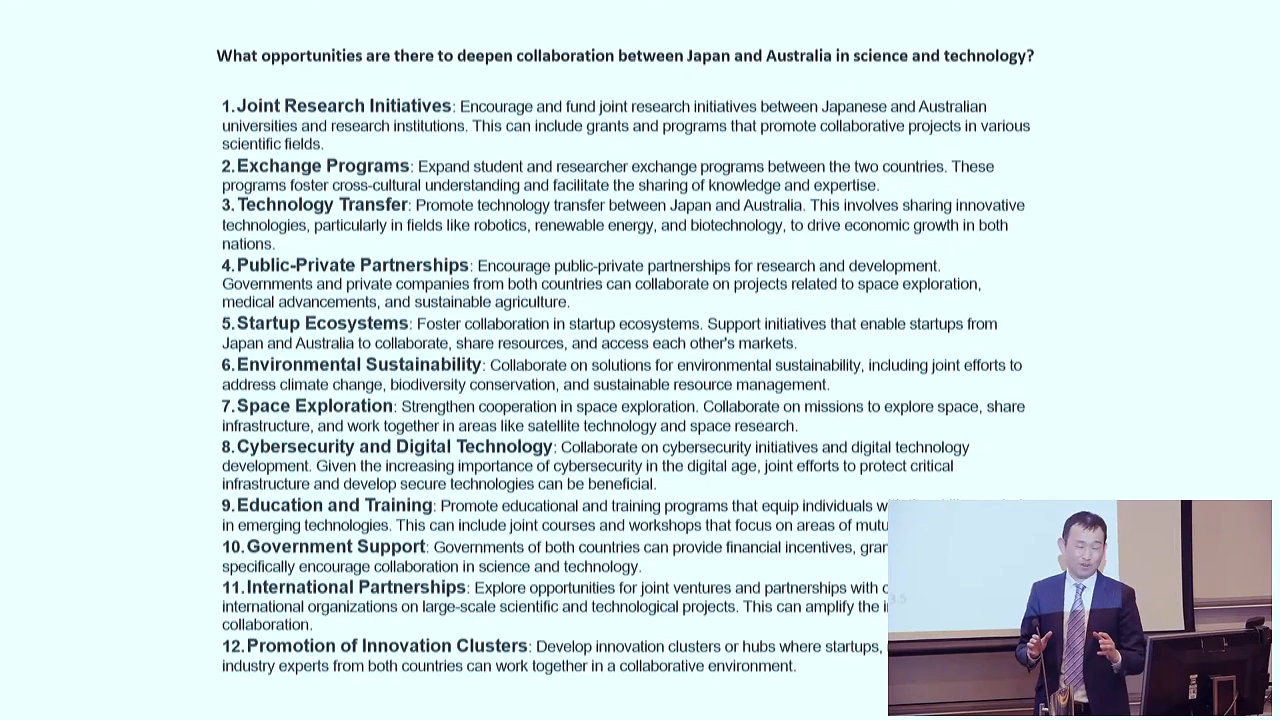 What opportunities are there to deepen collaboration between Japan and Australia in science and technology?
1. Joint Research Initiatives: Encourage and fund joint research initiatives between Japanese and Australian
universities and research institutions. This can include grants and programs that promote collaborative projects in various
scientific fields.
2. Exchange Programs: Expand student and researcher exchange programs between the two countries. These
programs foster cross-cultural understanding and facilitate the sharing of knowledge and expertise.
3. Technology Transfer: Promote technology transfer between Japan and Australia. This involves sharing innovative
technologies, particularly in fields like robotics, renewable energy, and biotechnology, to drive economic growth in both
nations.
4. Public-Private Partnerships: Encourage public-private partnerships for research and development.
Governments and private companies from both countries can collaborate on projects related to space exploration,
medical advancements, and sustainable agriculture.
5. Startup Ecosystems: Foster collaboration in startup ecosystems. Support initiatives that enable startups from
Japan and Australia to collaborate, share resources, and access each other's markets.
6. Environmental Sustainability: Collaborate on solutions for environmental sustainability, including joint efforts to
address climate change, biodiversity conservation, and sustainable resource management.
7. Space Exploration: Strengthen cooperation in space exploration. Collaborate on missions to explore space, share
infrastructure, and work together in areas like satellite technology and space research.
8. Cybersecurity and Digital Technology: Collaborate on cybersecurity initiatives and digital technology
development. Given the increasing importance of cybersecurity in the digital age, joint efforts to protect critical
infrastructure and develop secure technologies can be beneficial.
9. Education and Training: Promote educational and training programs that equip individuals
in emerging technologies. This can include joint courses and workshops that focus on areas of
10. Government Support: Governments of both countries can provide financial incentives,
specifically encourage collaboration in science and technology.
11. International Partnerships: Explore opportunities for joint ventures and partnerships with
international organizations on large-scale scientific and technological projects. This can amplify the
collaboration.
12. Promotion of Innovation Clusters: Develop innovation clusters or hubs where startups,
industry experts from both countries can work together in a collaborative environment.